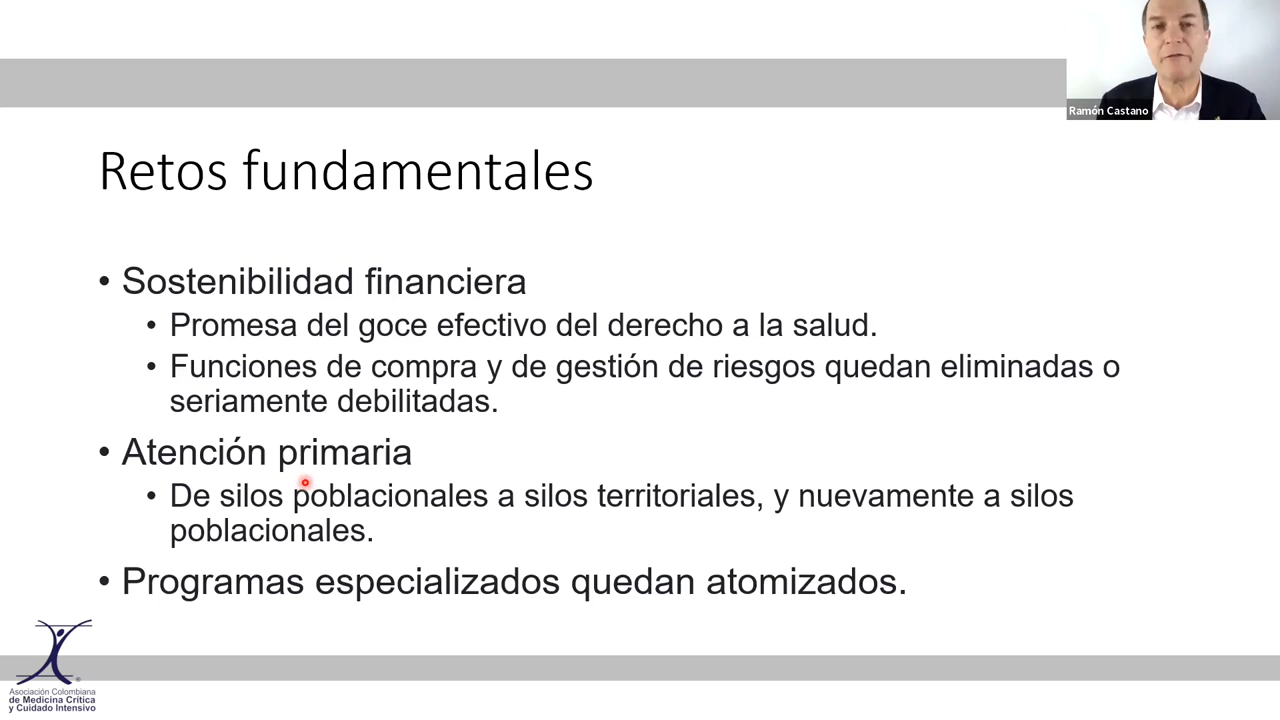 Ramón Castano
Retos fundamentales
• Sostenibilidad financiera
• Promesa del goce efectivo del derecho a la salud.
• Funciones de compra y de gestión de riesgos quedan eliminadas o
seriamente debilitadas.
• Atención primaria
• De silos poblacionales a silos territoriales, y nuevamente a silos
poblacionales.
• Programas especializados quedan atomizados.
Asociación Colombiana
de Medicina Crítica
y Cuidado Intensivo